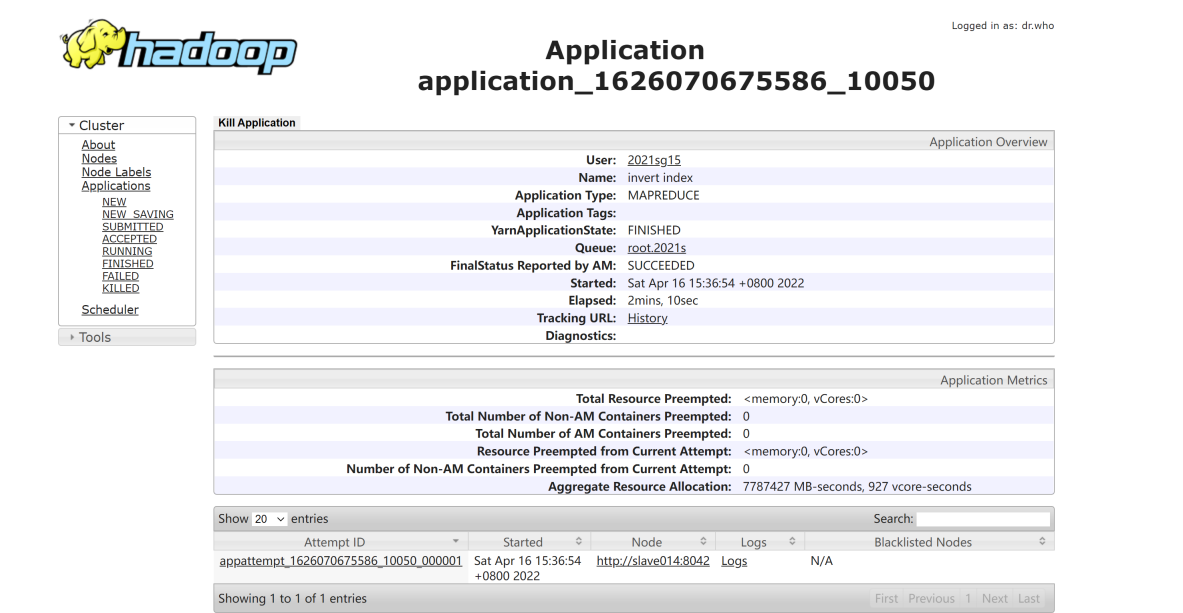 hadoop
Logged in as: dr.who
Application
application_1626070675586_10050
Cluster
About
Nodes
Node Labels
Applications
NEW
NEW_SAVING
SUBMITTED
ACCEPTED
RUNNING
FINISHED
FAILED
KILLED
Scheduler
Tools
Kill Application
Application Overview
User: 2021sg15
Name: invert index
Application Type: MAPREDUCE
Application Tags:
YarnApplicationState: FINISHED
Queue: root.2021s
FinalStatus Reported by AM: SUCCEEDED
Started: Sat Apr 16 15:36:54 +0800 2022
Elapsed: 2mins, 10sec
Tracking URL: History
Diagnostics:
Application Metrics
Total Resource Preempted: <memory:0, vCores:0>
Total Number of Non-AM Containers Preempted: 0
Total Number of AM Containers Preempted: 0
Resource Preempted from Current Attempt: <memory:0, vCores:0>
Number of Non-AM Containers Preempted from Current Attempt: 0
Aggregate Resource Allocation: 7787427 MB-seconds, 927 vcore-seconds
Show 20 entries Search:
Attempt ID Started Node Logs Blacklisted Nodes
appattempt_1626070675586_10050_000001 Sat Apr 16 15:36:54 http://slave014:8042 Logs N/A
+0800 2022
Showing 1 to 1 of 1 entries First Previous 1 Next Last